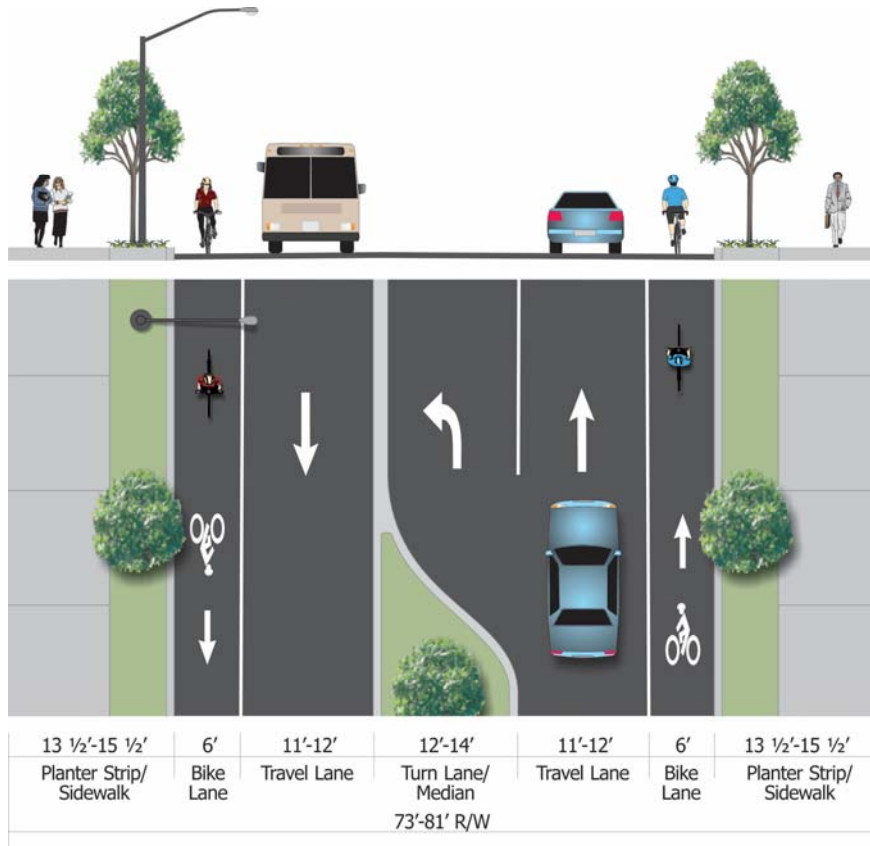 13 ½’-15 ½’ 6’ 11’-12’ 12’-14’ 11’-12’ 6’ 13 ½’-15 ½’
Planter Strip/ Bike Travel Lane Turn Lane/ Travel Lane Bike Planter Strip/
Sidewalk Lane Median Lane Sidewalk
73’-81’ R/W